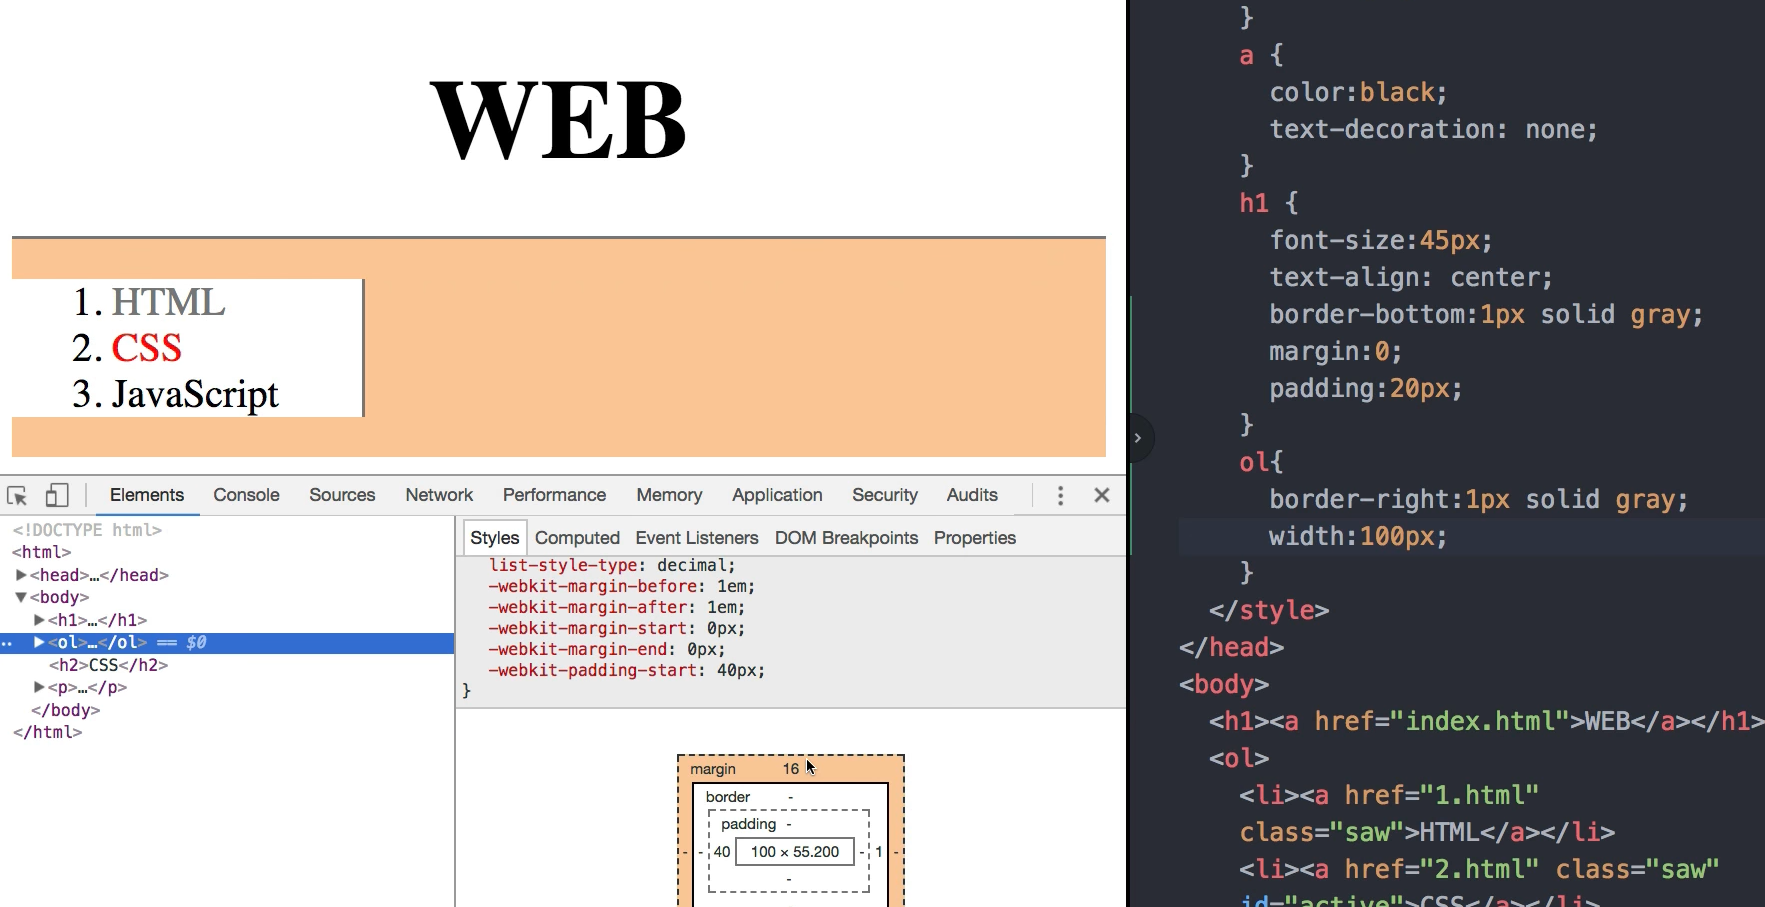 WEB
1. HTML
2. CSS
3. JavaScript
Elements Console Sources Network Performance Memory Application Security Audits
<!DOCTYPE html>
<html>
▶<head>…</head>
▼<body>
▶<h1>…</h1>
▶<ol>…</ol> == $0
<h2>CSS</h2>
▶<p>…</p>
</body>
</html>
Styles Computed Event Listeners DOM Breakpoints Properties
list-style-type: decimal;
-webkit-margin-before: 1em;
-webkit-margin-after: 1em;
-webkit-margin-start: 0px;
-webkit-margin-end: 0px;
-webkit-padding-start: 40px;
}
margin 16
border -
padding -
- - 40 100 × 55.200 - 1 -
-
}
a {
color:black;
text-decoration: none;
}
h1 {
font-size:45px;
text-align: center;
border-bottom:1px solid gray;
margin:0;
padding:20px;
}
ol{
border-right:1px solid gray;
width:100px;
}
</style>
</head>
<body>
<h1><a href="index.html">WEB</a></h1>
<ol>
<li><a href="1.html"
class="saw">HTML</a></li>
<li><a href="2.html" class="saw"
id="active">CSS</a></li>